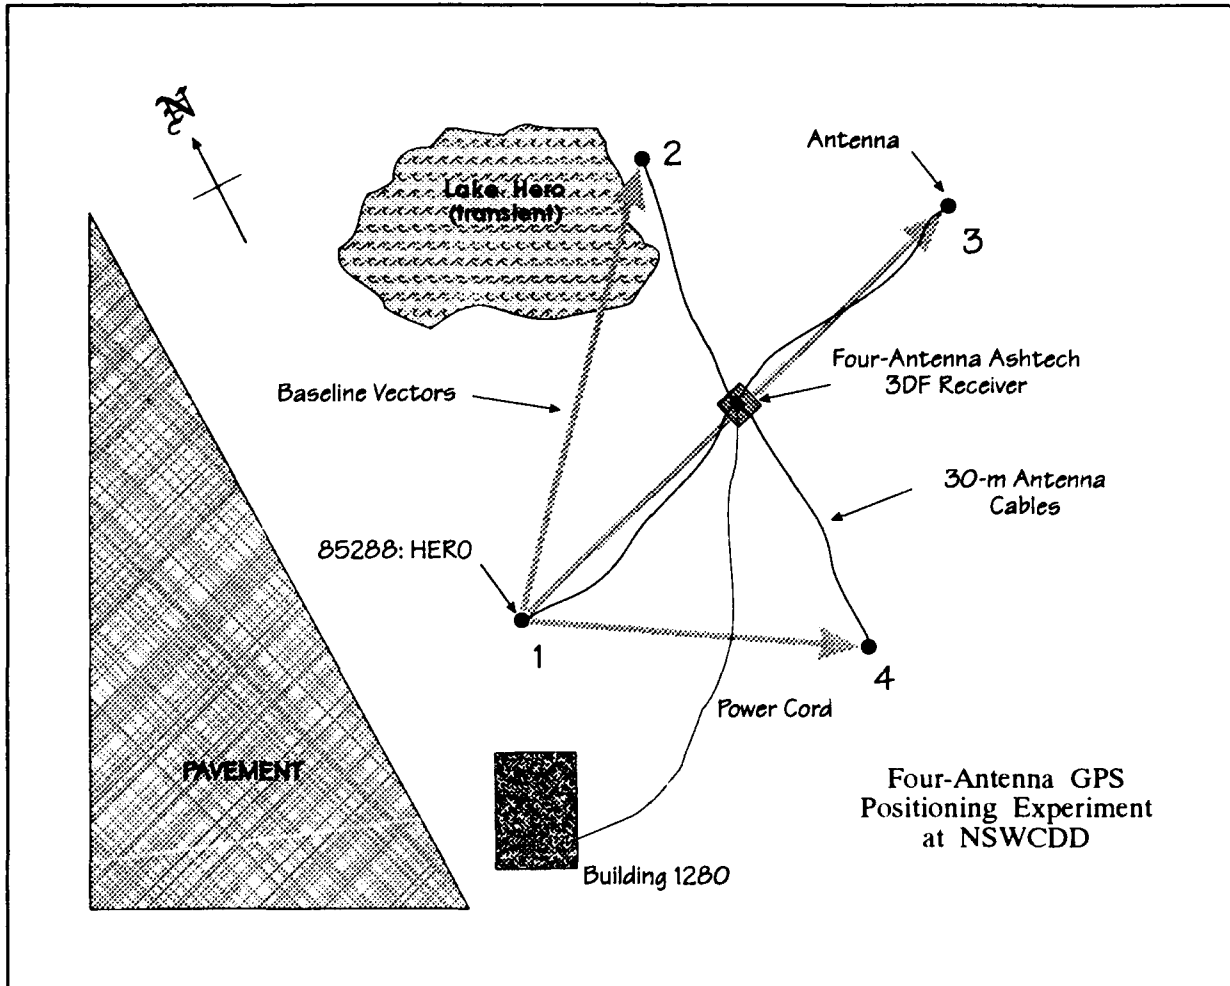 N
2
Antenna
Lake Hero
(transient)
3
Four-Antenna Ashtech
3DF Receiver
Baseline Vectors
30-m Antenna
Cables
85288: HERO
1
4
Power Cord
PAVEMENT
Four-Antenna GPS
Positioning Experiment
at NSWCDD
Building 1280